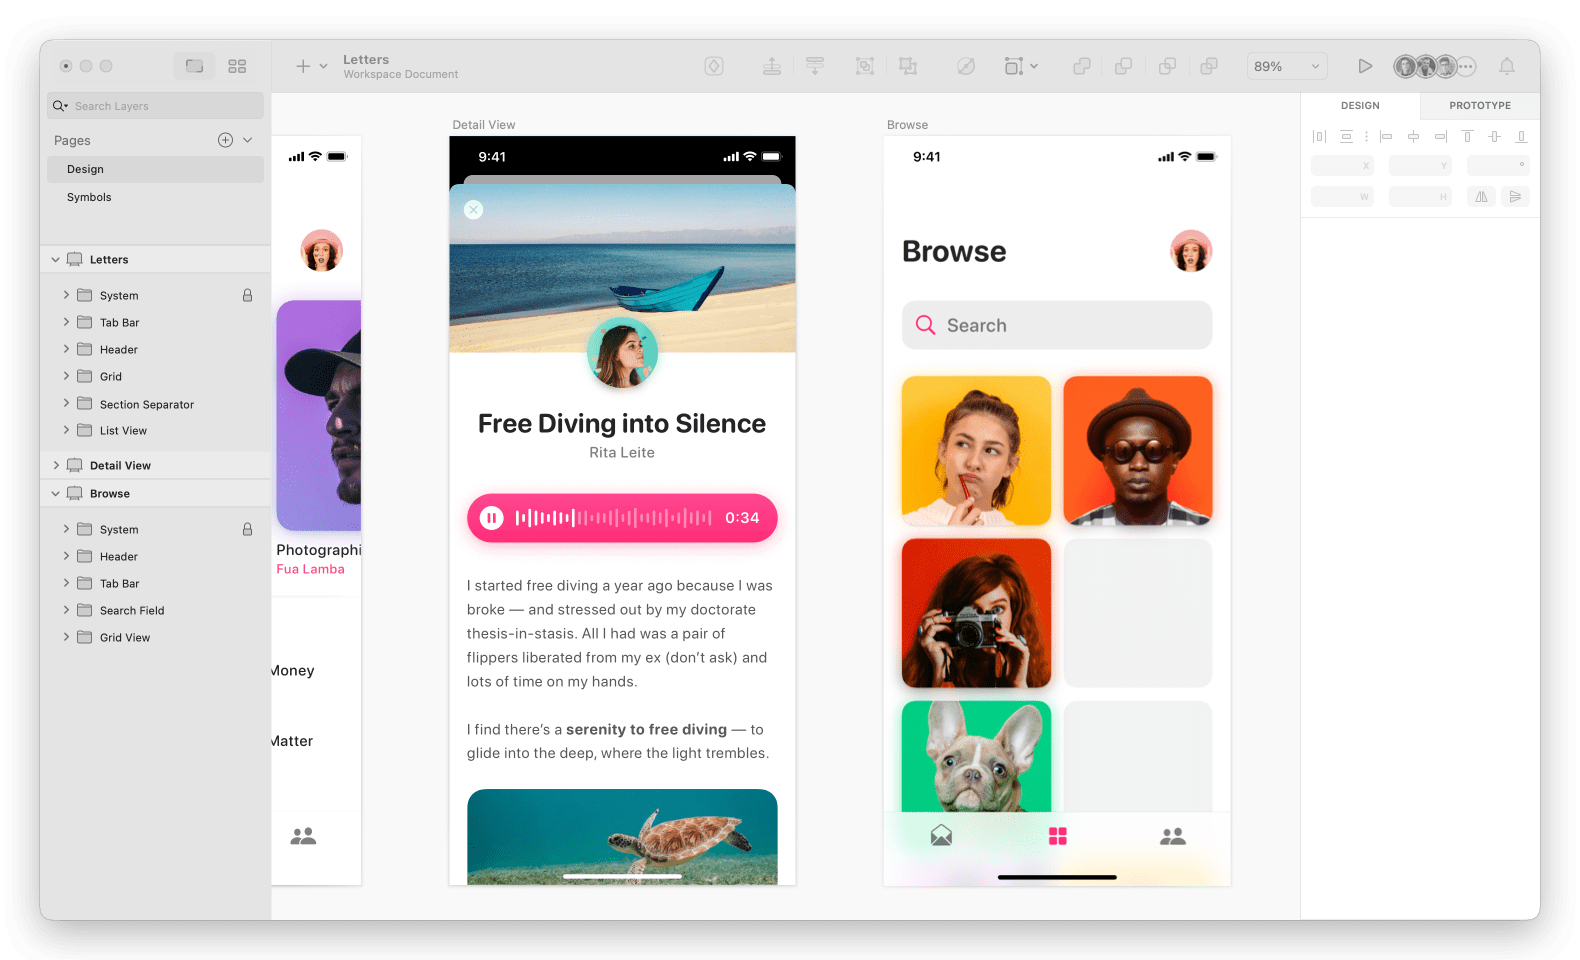 Letters
Workspace Document
89%
Search Layers
Pages
Design
Symbols
Letters
System
Tab Bar
Header
Grid
Section Separator
List View
Detail View
Browse
System
Header
Tab Bar
Search Field
Grid View
Photographi
Fua Lamba
Money
Matter
Detail View
9:41
Free Diving into Silence
Rita Leite
0:34
I started free diving a year ago because I was
broke — and stressed out by my doctorate
thesis-in-stasis. All I had was a pair of
flippers liberated from my ex (don’t ask) and
lots of time on my hands.
I find there’s a serenity to free diving — to
glide into the deep, where the light trembles.
Browse
9:41
Browse
Search
DESIGN PROTOTYPE
X Y °
W H